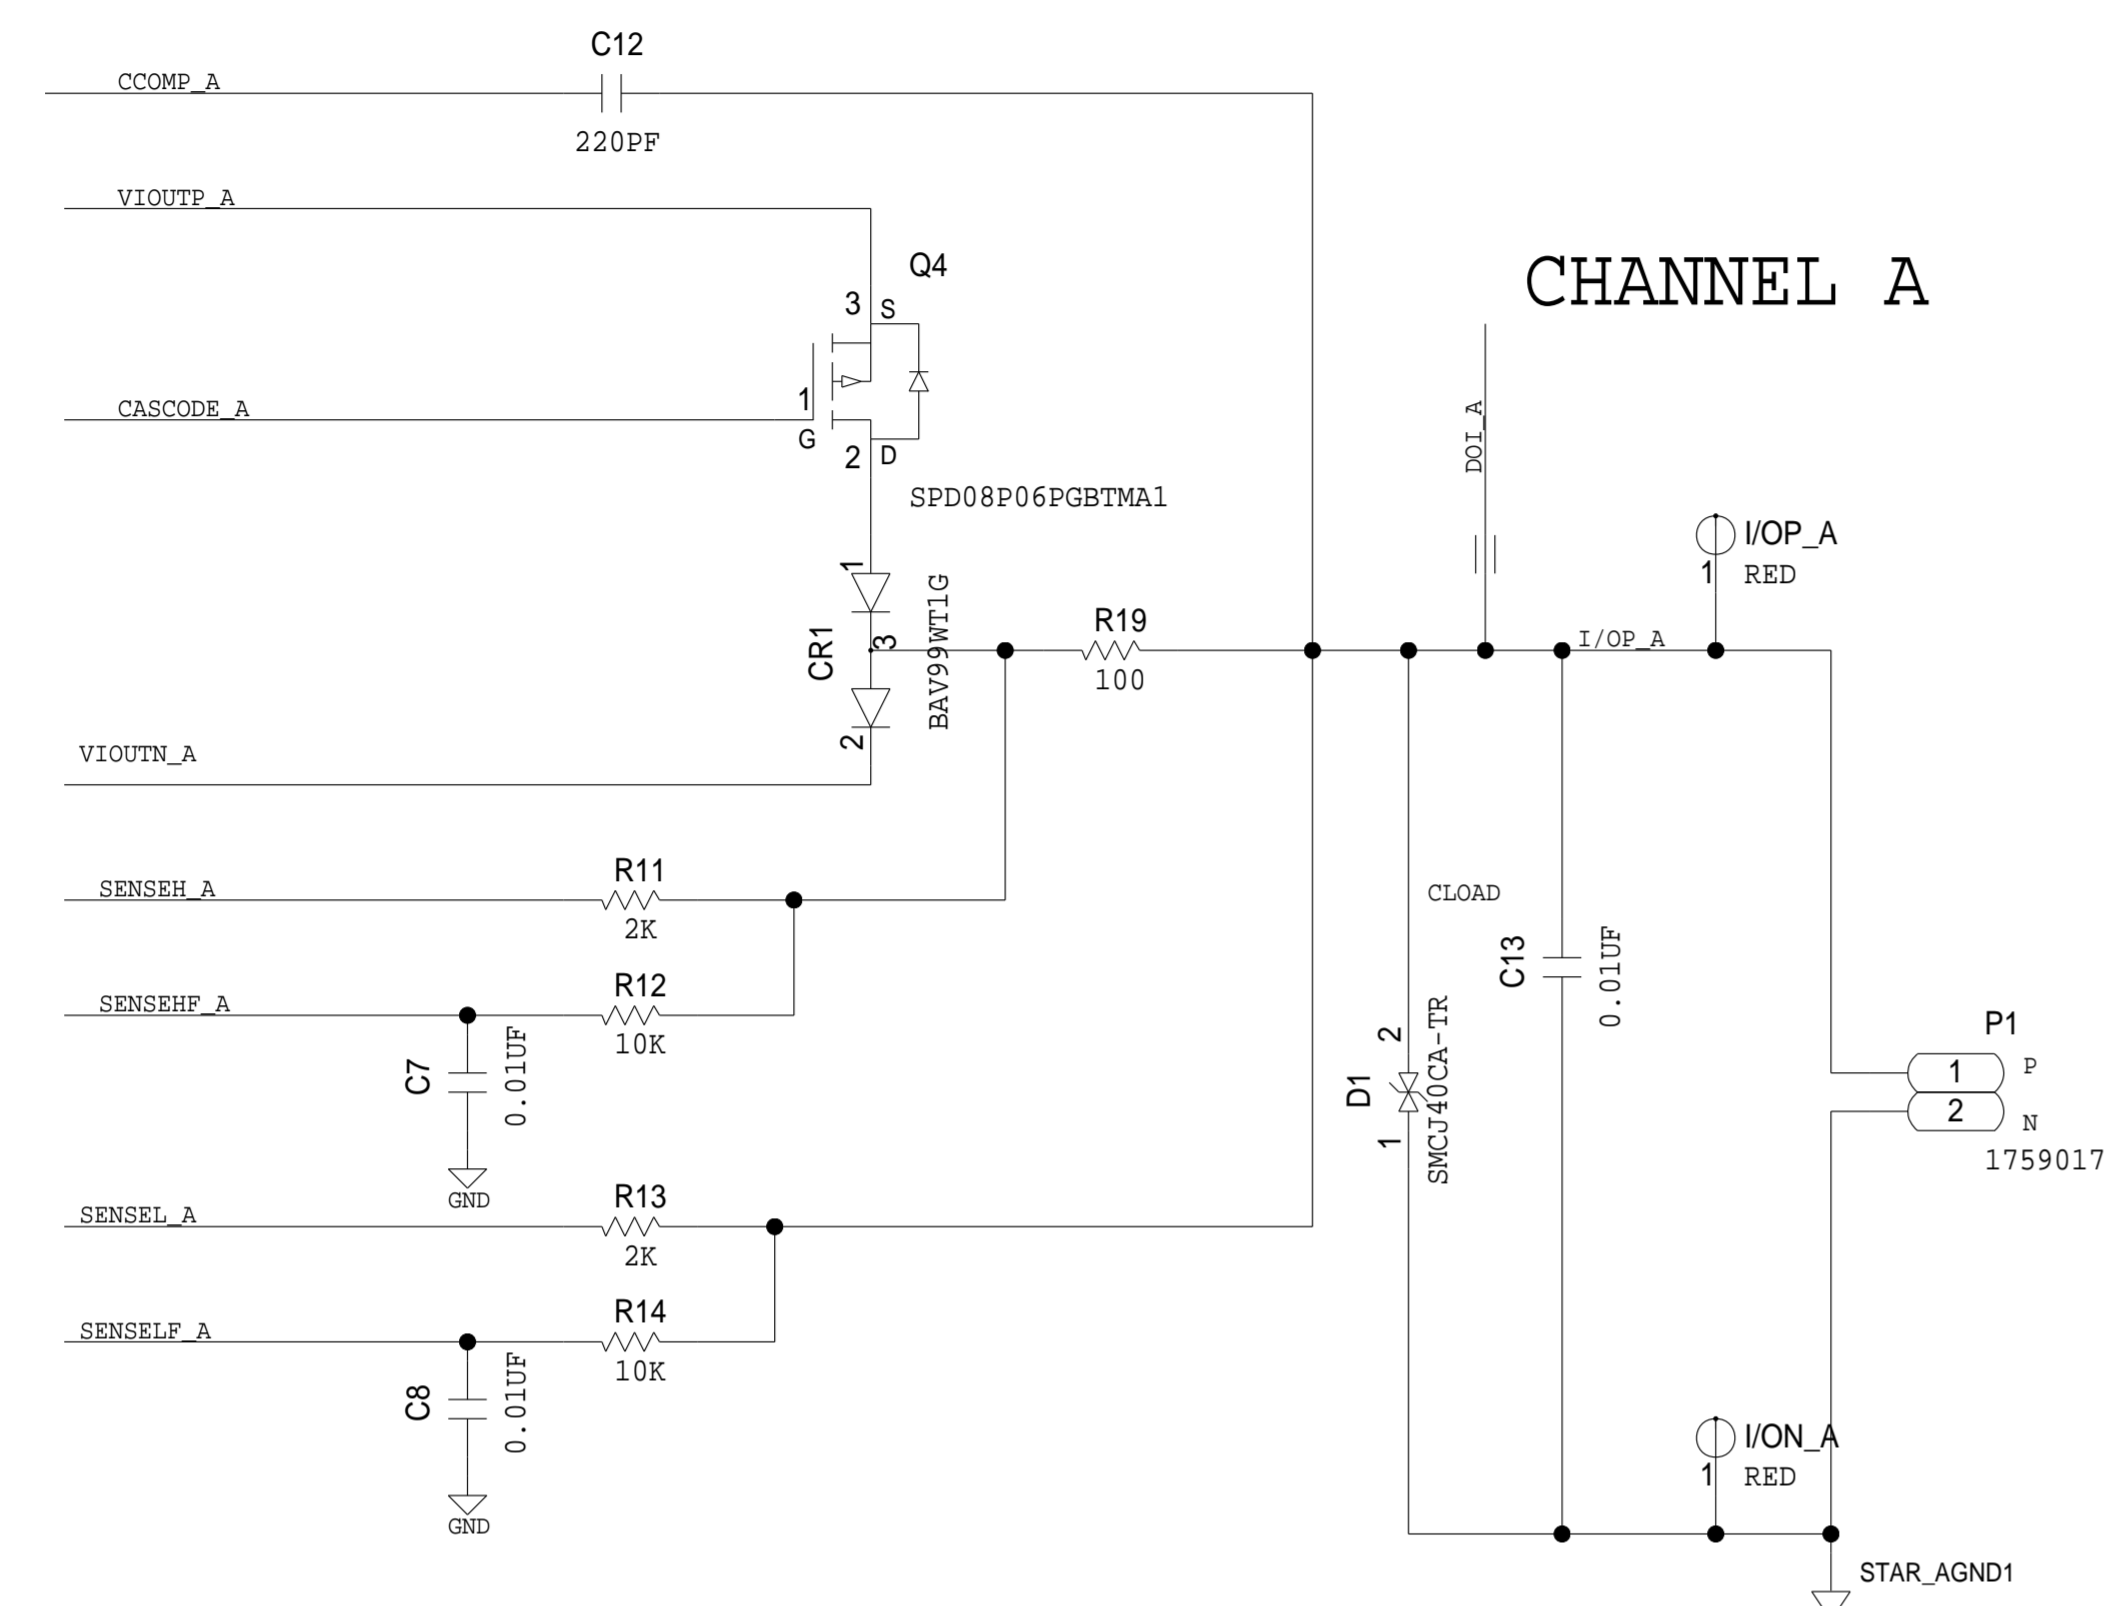 C12
CCOMP_A
220PF
VIOUTP_A
Q4
CHANNEL A
3 S
CASCODE_A
1
G
2 D
DOI_A
SPD08P06PGBTMA1
I/OP_A
1 RED
1
CR1
3
BAV99WT1G
R19
100
I/OP_A
2
VIOUTN_A
SENSEH_A
R11
2K
CLOAD
C13
0.01UF
SENSEHF_A
R12
10K
C7
0.01UF
GND
2
D1
1
SMCJ40CA-TR
P1
1 P
2 N
1759017
SENSEL_A
R13
2K
SENSELF_A
R14
10K
C8
0.01UF
GND
I/ON_A
1 RED
STAR_AGND1